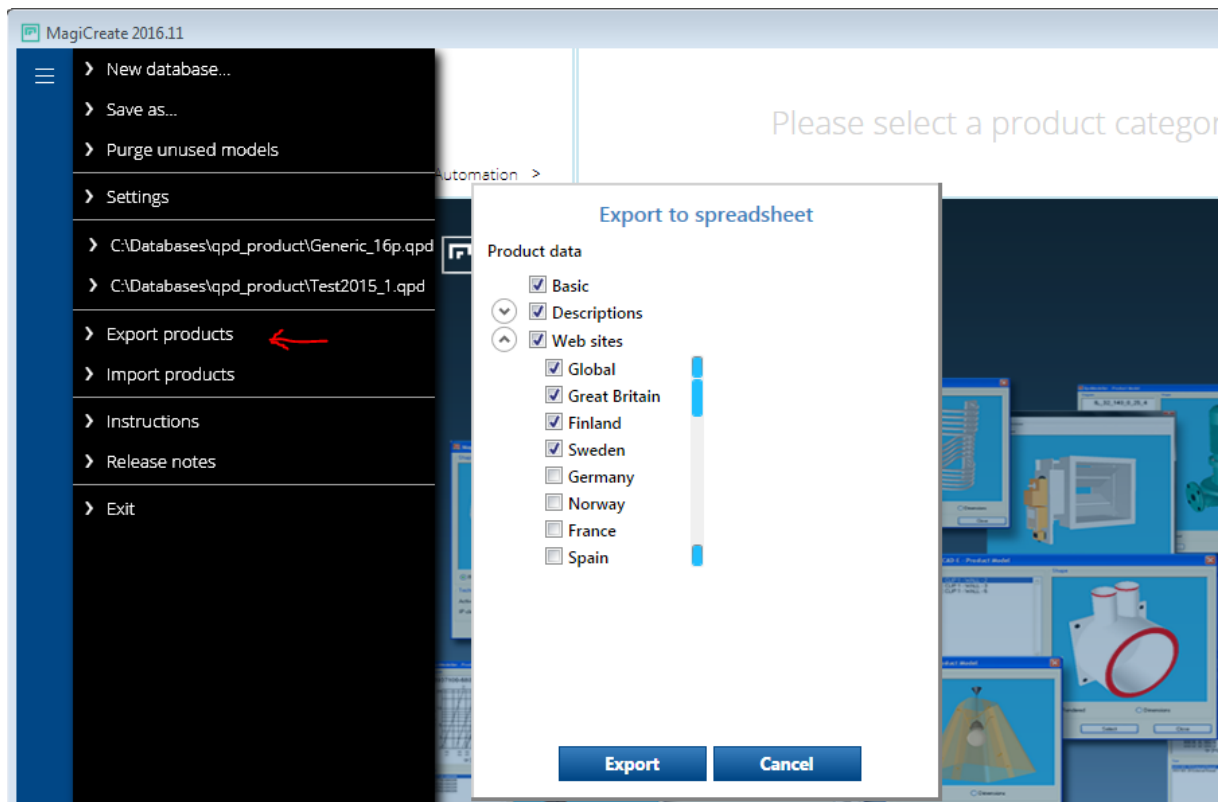 MagiCreate 2016.11
New database...
Save as...
Purge unused models
Settings
C:\Databases\qpd_product\Generic_16p.qpd
C:\Databases\qpd_product\Test2015_1.qpd
Export products
Import products
Instructions
Release notes
Exit
Please select a product categor
Automation >
Export to spreadsheet
Product data
Basic
Descriptions
Web sites
Global
Great Britain
Finland
Sweden
Germany
Norway
France
Spain
Export
Cancel